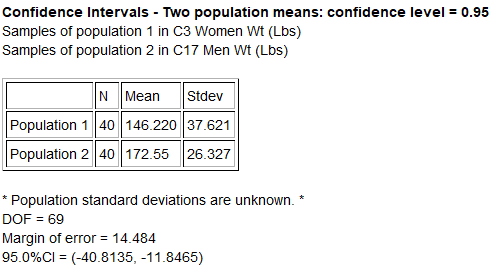 Confidence Intervals - Two population means: confidence level = 0.95
Samples of population 1 in C3 Women Wt (Lbs)
Samples of population 2 in C17 Men Wt (Lbs)
N Mean Stdev
Population 1 40 146.220 37.621
Population 2 40 172.55 26.327
* Population standard deviations are unknown. *
DOF = 69
Margin of error = 14.484
95.0%CI = (-40.8135, -11.8465)